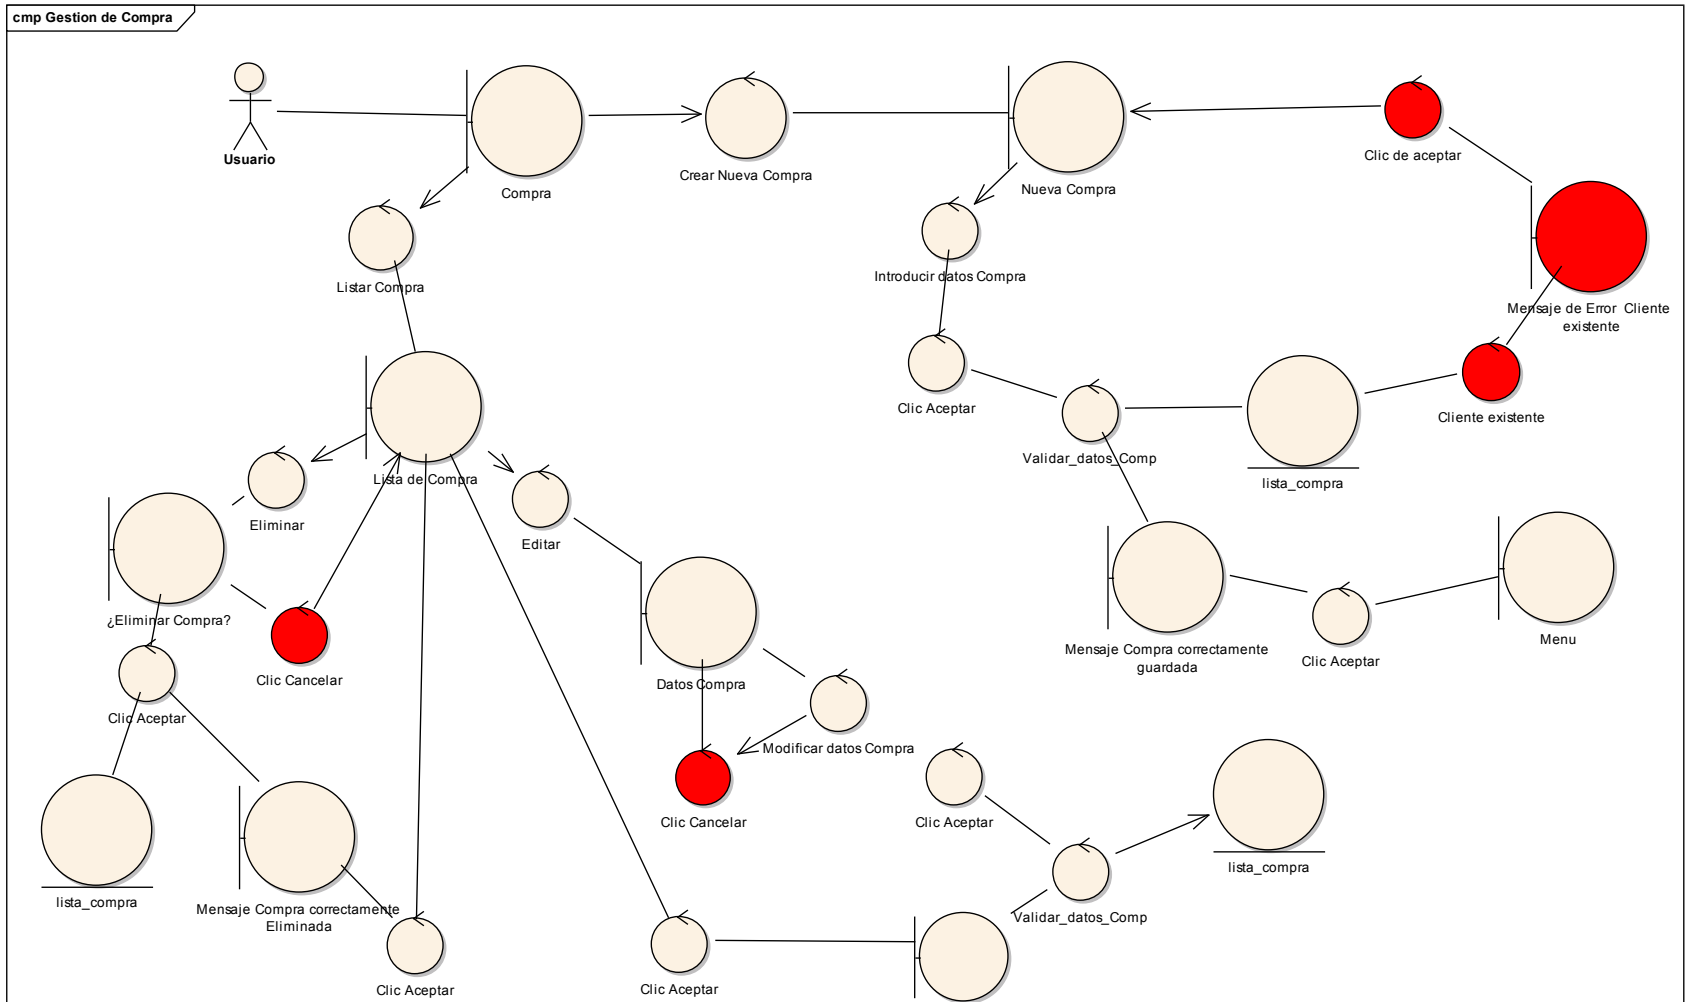 cmp Gestion de Compra
Usuario
Compra
Crear Nueva Compra
Nueva Compra
Clic de aceptar
Mensaje de Error Cliente
existente
Listar Compra
Introducir datos Compra
Clic Aceptar
Validar_datos_Comp
lista_compra
Cliente existente
Lista de Compra
Eliminar
Editar
¿Eliminar Compra?
Clic Cancelar
Clic Aceptar
Datos Compra
Modificar datos Compra
Clic Cancelar
Mensaje Compra correctamente
guardada
Clic Aceptar
Menu
lista_compra
Mensaje Compra correctamente
Eliminada
Clic Aceptar
Clic Aceptar
Clic Aceptar
Validar_datos_Comp
lista_compra